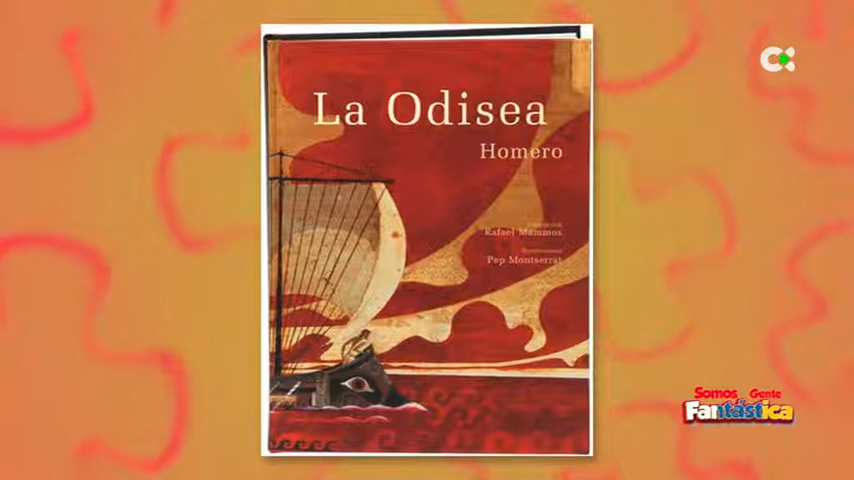 La Odisea
Homero
Rafael Mammos
Pep Montserrat
Somos Gente
Fantástica